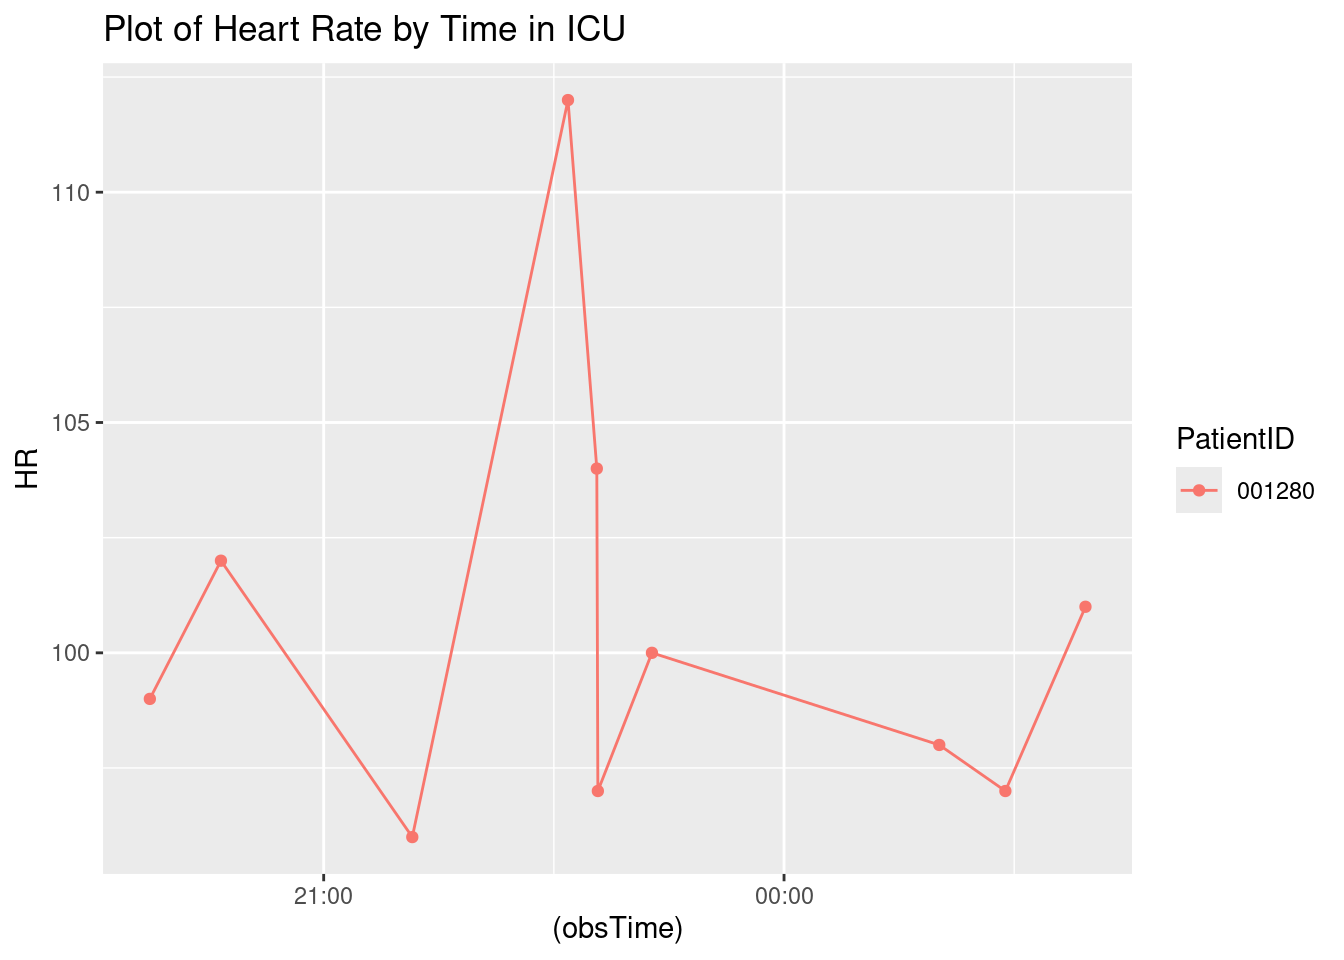 Plot of Heart Rate by Time in ICU
110
105
100
HR
21:00
00:00
(obsTime)
PatientID
001280